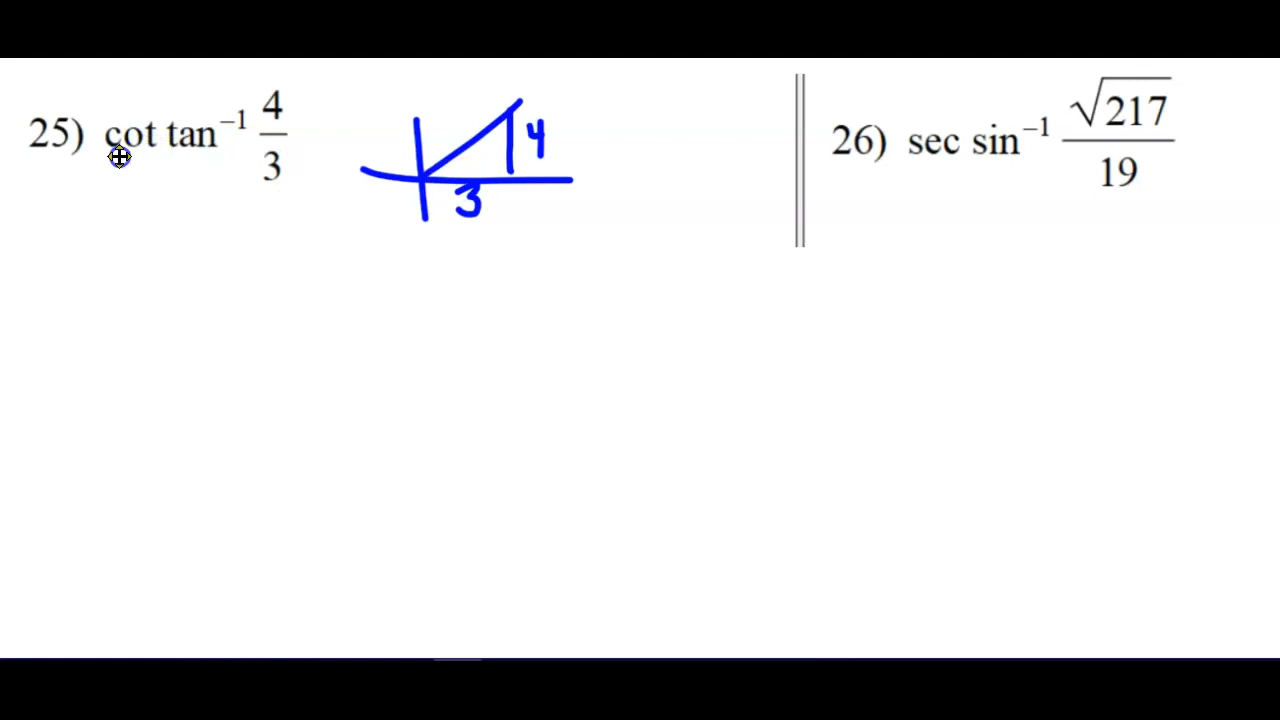 25) cot tan⁻¹ 4/3
4
3
26) sec sin⁻¹ √217/19